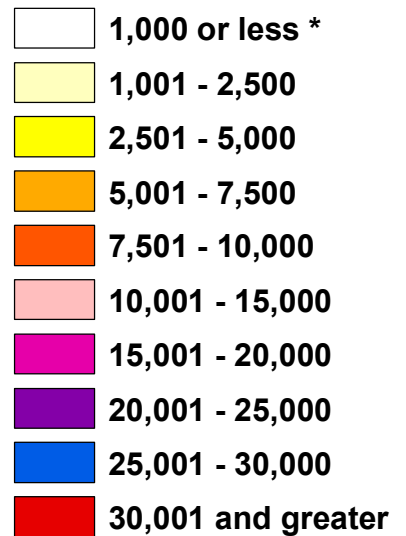 1,000 or less *
1,001 - 2,500
2,501 - 5,000
5,001 - 7,500
7,501 - 10,000
10,001 - 15,000
15,001 - 20,000
20,001 - 25,000
25,001 - 30,000
30,001 and greater